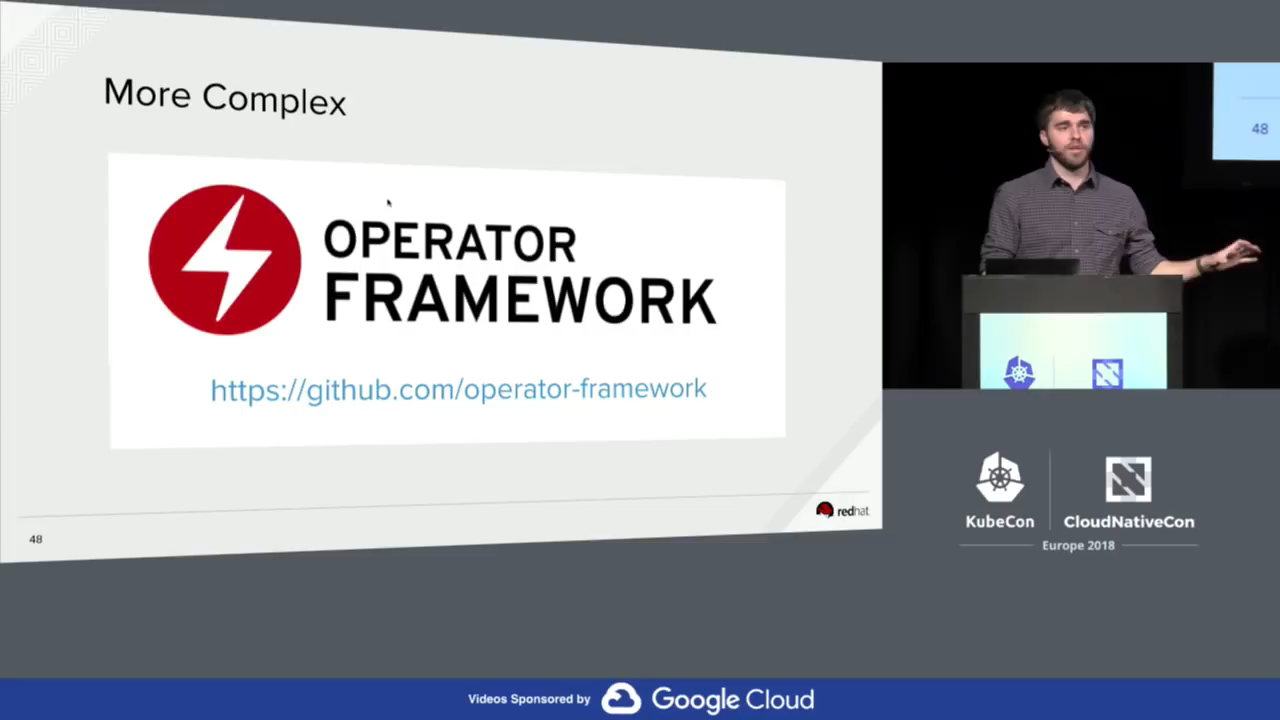 More Complex
OPERATOR
FRAMEWORK
https://github.com/operator-framework
redhat
48
48
KubeCon
CloudNativeCon
Europe 2018
Videos Sponsored by Google Cloud